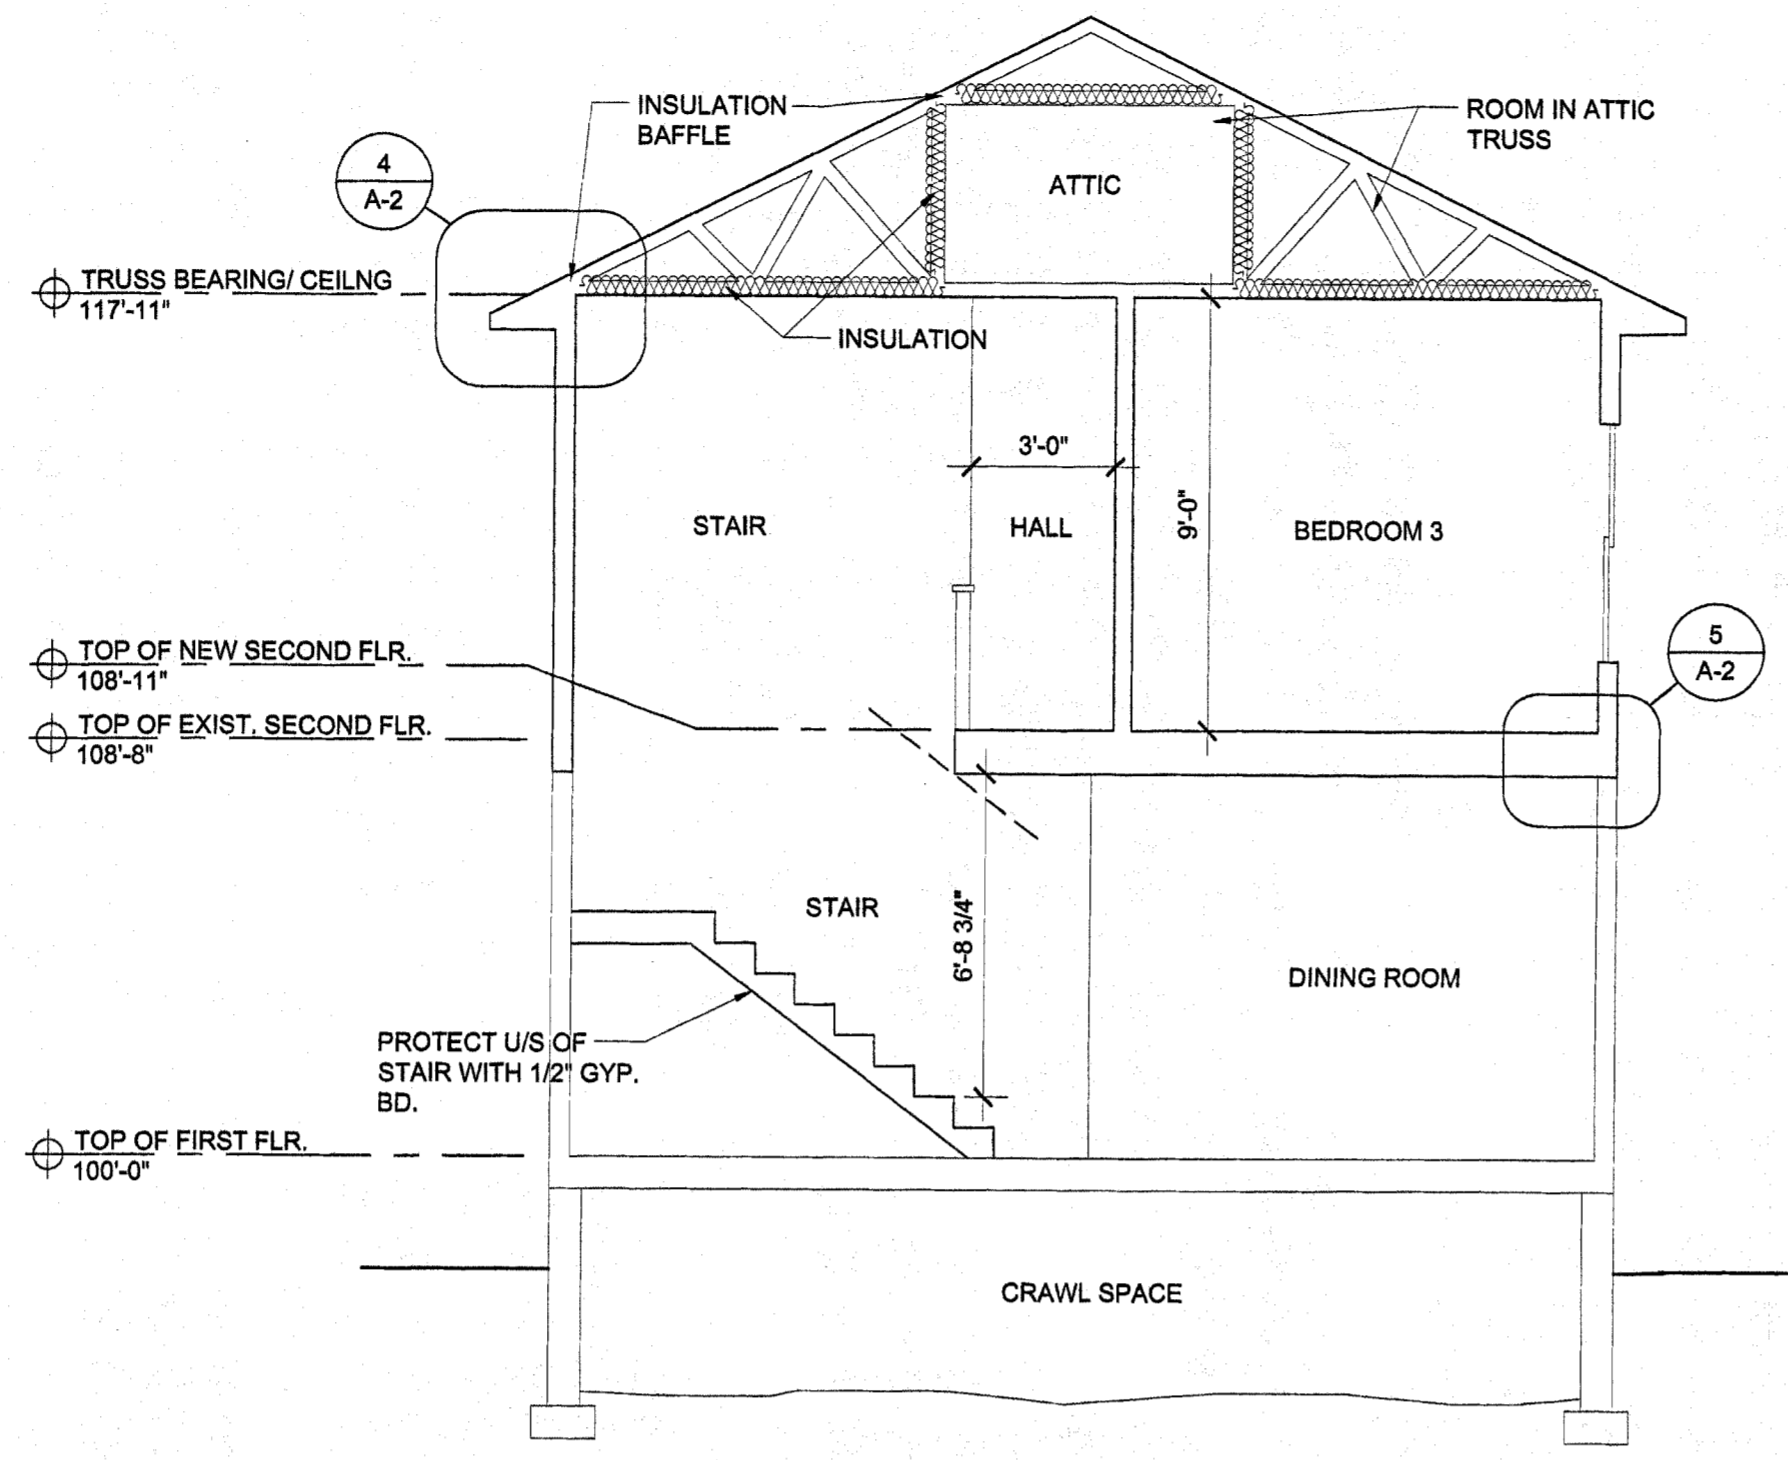 INSULATION
BAFFLE
ROOM IN ATTIC
TRUSS
4
A-2
ATTIC
TRUSS BEARING/ CEILNG
117'-11"
INSULATION
3'-0"
STAIR
HALL
9'-0"
BEDROOM 3
5
A-2
TOP OF NEW SECOND FLR.
108'-11"
TOP OF EXIST. SECOND FLR.
108'-8"
STAIR
6'-8 3/4"
DINING ROOM
PROTECT U/S OF
STAIR WITH 1/2" GYP.
BD.
TOP OF FIRST FLR.
100'-0"
CRAWL SPACE